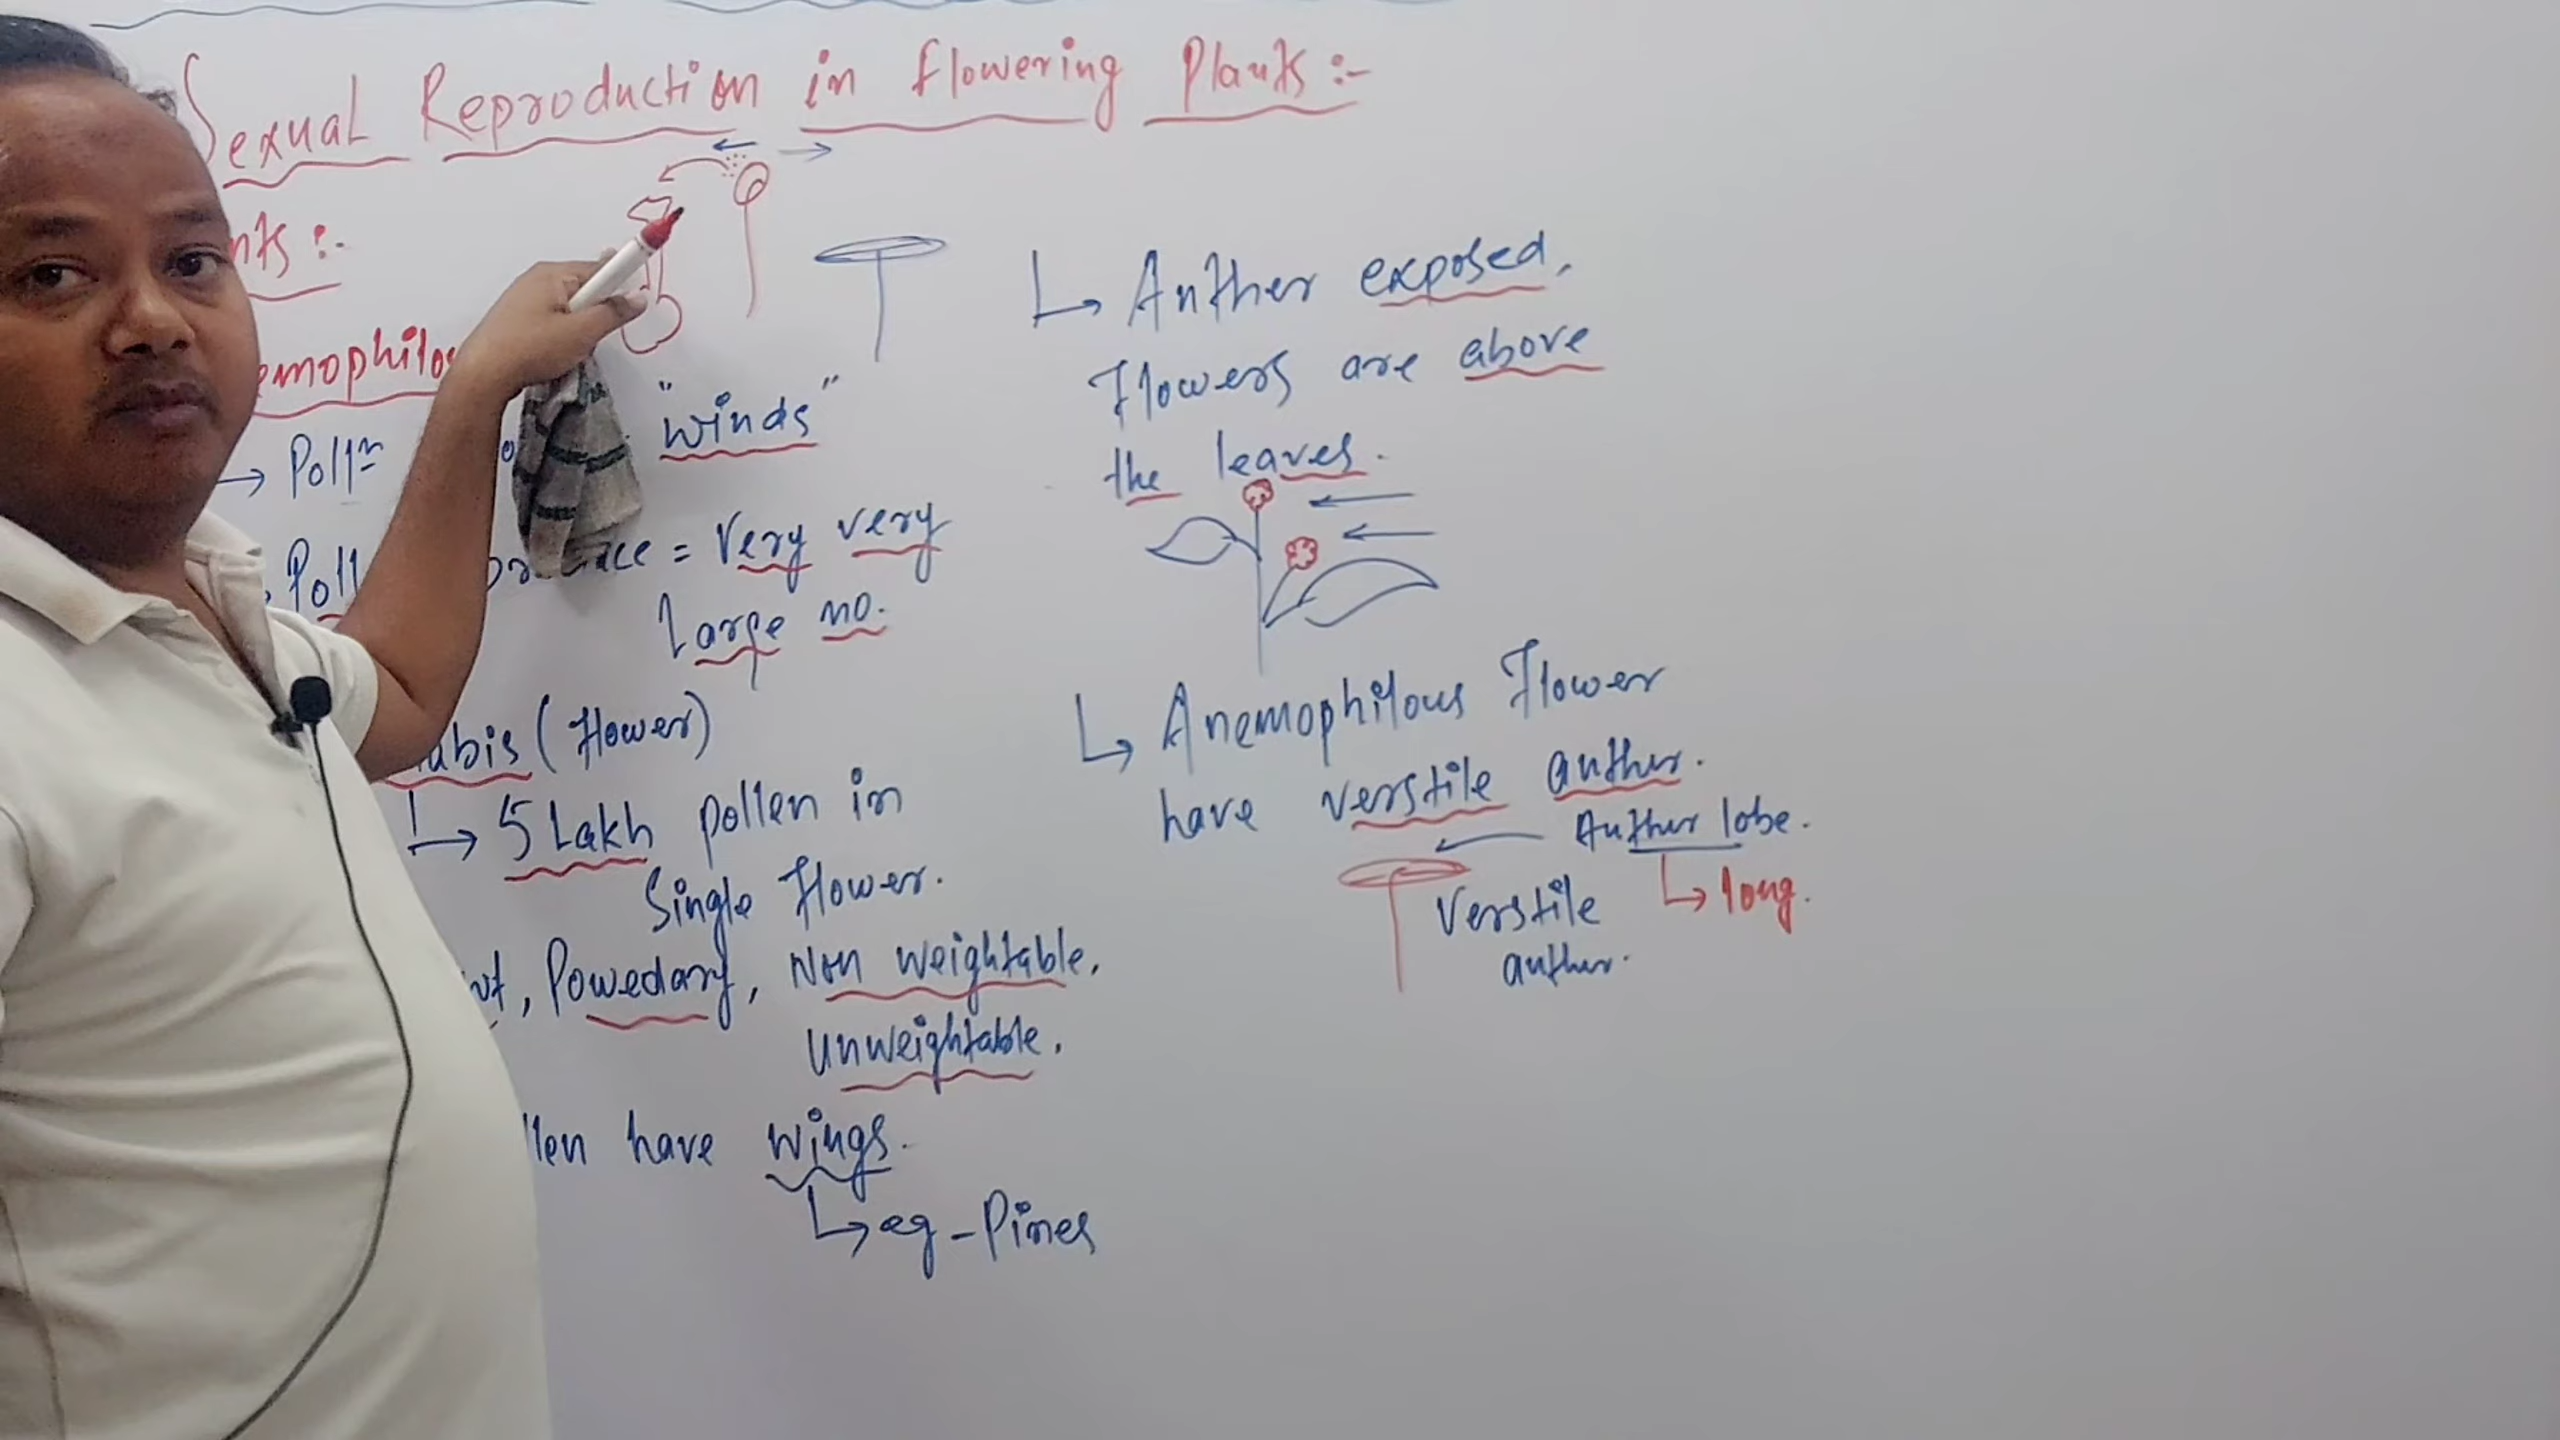 Sexual Reproduction in flowering Plants :-
nts :-
emophilo
"winds"
→ Pollⁿ
Poll = Very very
Large no.
abis (flower)
↳ 5 Lakh pollen in
Single flower.
wt, Powedary, Non weightable,
Unweightable.
llen have wings.
↳ eg - Pines
↳ Anther exposed,
Flowers are above
the leaves.
↳ Anemophilous Flower
have verstile anther.
Anther lobe.
↳ long.
Verstile
anther.